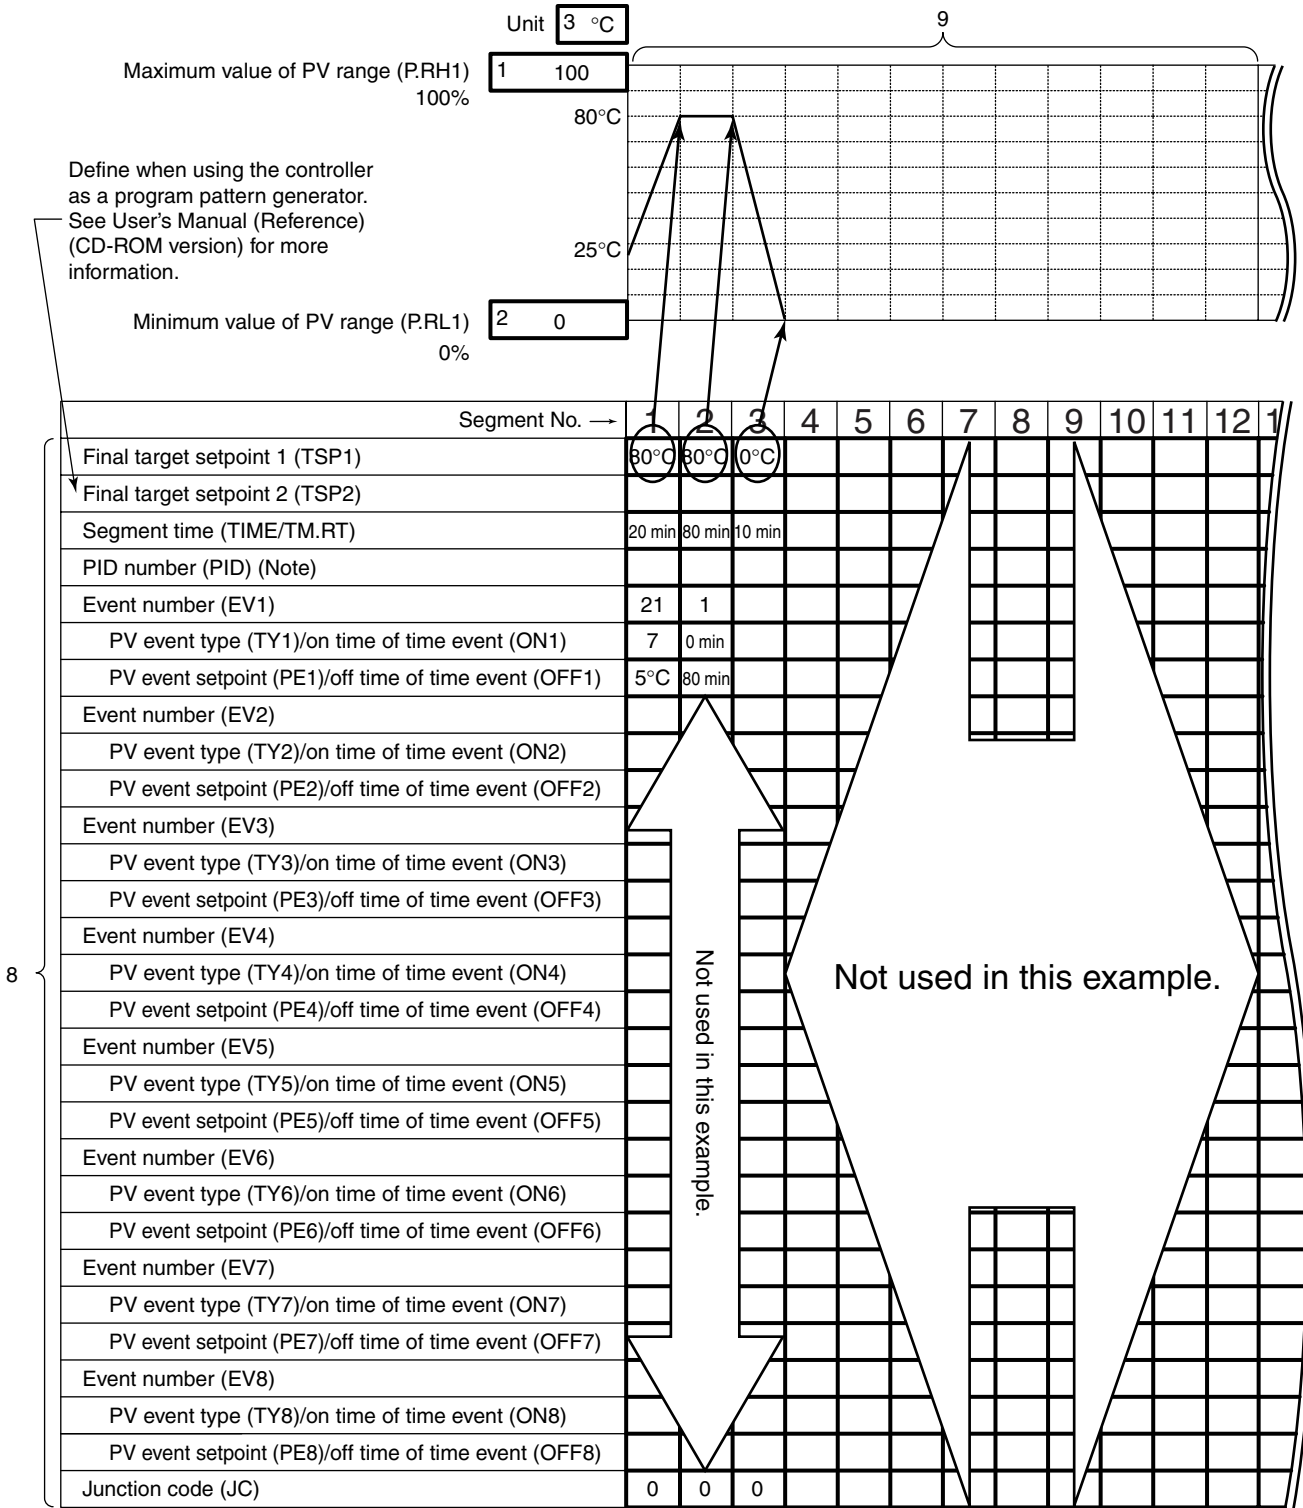 Unit 3 °C
9
Maximum value of PV range (P.RH1) 1 100
100%
80°C
Define when using the controller
as a program pattern generator.
See User's Manual (Reference)
(CD-ROM version) for more
information.
25°C
Minimum value of PV range (P.RL1) 2 0
0%
Segment No. → 1 2 3 4 5 6 7 8 9 10 11 12 1
Final target setpoint 1 (TSP1) 80°C 80°C 0°C
Final target setpoint 2 (TSP2)
Segment time (TIME/TM.RT) 20 min 80 min 10 min
PID number (PID) (Note)
Event number (EV1) 21 1
PV event type (TY1)/on time of time event (ON1) 7 0 min
PV event setpoint (PE1)/off time of time event (OFF1) 5°C 80 min
Event number (EV2)
PV event type (TY2)/on time of time event (ON2)
PV event setpoint (PE2)/off time of time event (OFF2)
Event number (EV3)
PV event type (TY3)/on time of time event (ON3)
PV event setpoint (PE3)/off time of time event (OFF3)
Event number (EV4)
8
PV event type (TY4)/on time of time event (ON4)
Not used in this example.
Not used in this example.
PV event setpoint (PE4)/off time of time event (OFF4)
Event number (EV5)
PV event type (TY5)/on time of time event (ON5)
PV event setpoint (PE5)/off time of time event (OFF5)
Event number (EV6)
PV event type (TY6)/on time of time event (ON6)
PV event setpoint (PE6)/off time of time event (OFF6)
Event number (EV7)
PV event type (TY7)/on time of time event (ON7)
PV event setpoint (PE7)/off time of time event (OFF7)
Event number (EV8)
PV event type (TY8)/on time of time event (ON8)
PV event setpoint (PE8)/off time of time event (OFF8)
Junction code (JC) 0 0 0